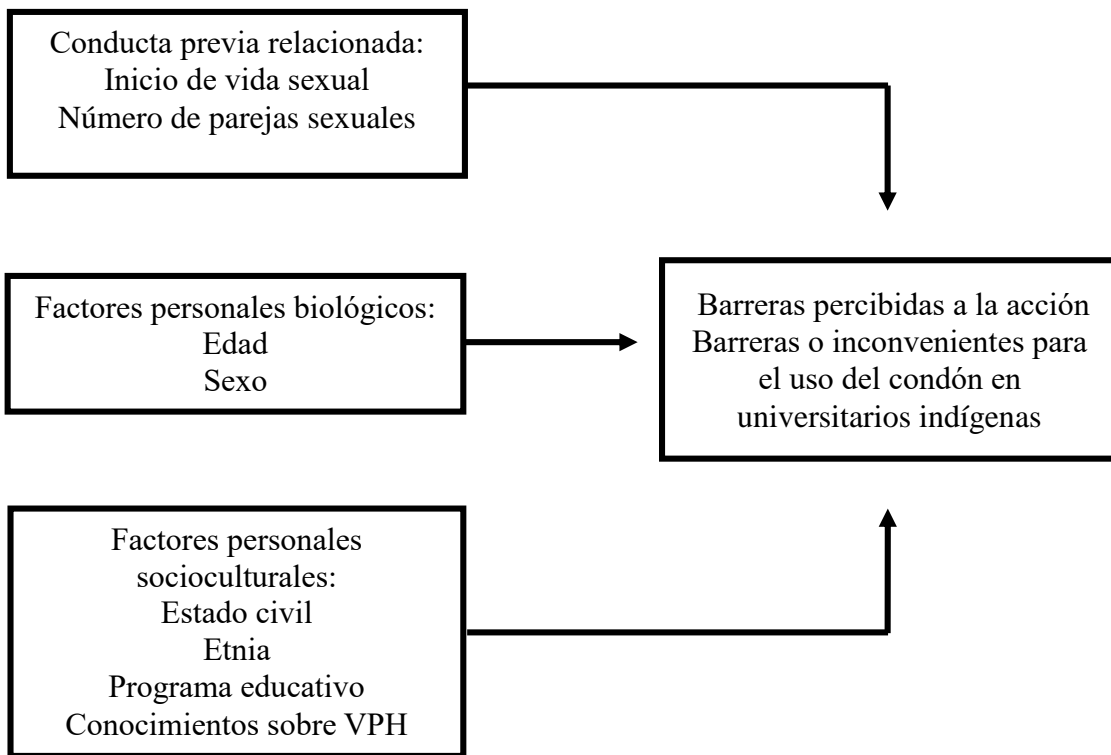 Conducta previa relacionada:
Inicio de vida sexual
Número de parejas sexuales
Factores personales biológicos:
Edad
Sexo
Barreras percibidas a la acción
Barreras o inconvenientes para
el uso del condón en
universitarios indígenas
Factores personales
socioculturales:
Estado civil
Etnia
Programa educativo
Conocimientos sobre VPH